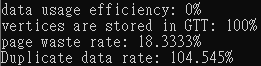 data usage efficiency: 0%
vertices are stored in GTT: 100%
page waste rate: 18.3333%
Duplicate data rate: 104.545%